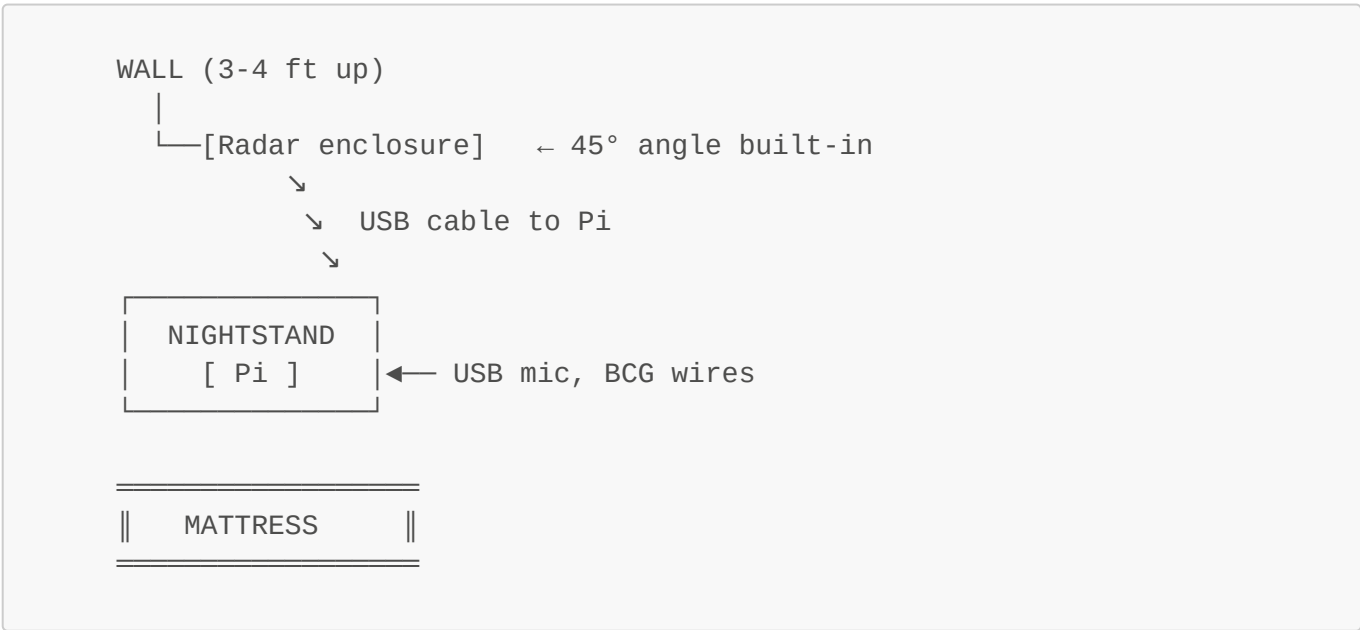 WALL (3-4 ft up)
[Radar enclosure] ← 45° angle built-in
USB cable to Pi
NIGHTSTAND
[ Pi ] ◄── USB mic, BCG wires
MATTRESS